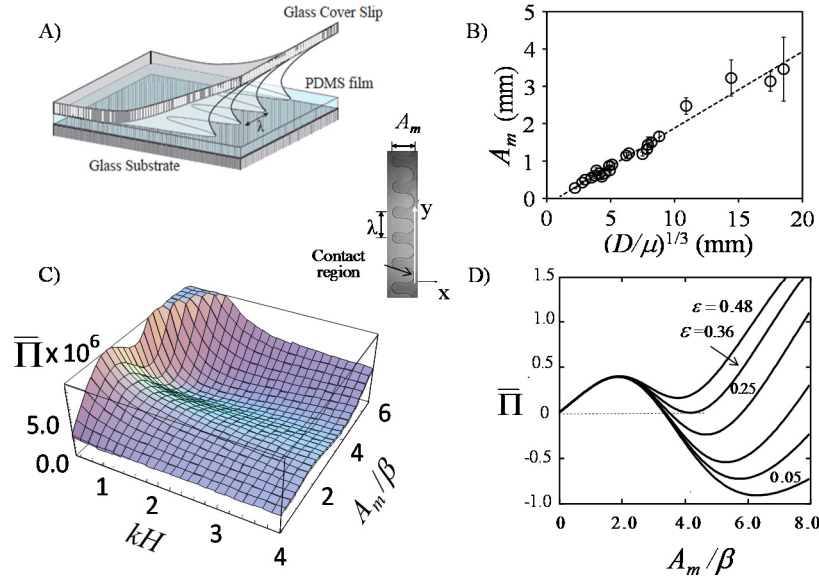 A)
Glass Cover Slip
PDMS film
λ
Glass Substrate
B)
A_m (mm)
5
4
3
2
1
0
0 5 10 15 20
(D/μ)^{1/3} (mm)
A_m
λ
y
Contact
region
x
C)
Π̅ x 10⁶
5.0
0.0
1
2
3
4
kH
2
4
6
A_m/β
D)
1.5
1.0
0.5
0
-0.5
-1.0
Π̅
ε=0.48
ε=0.36
0.25
0.05
0 2.0 4.0 6.0 8.0
A_m/β